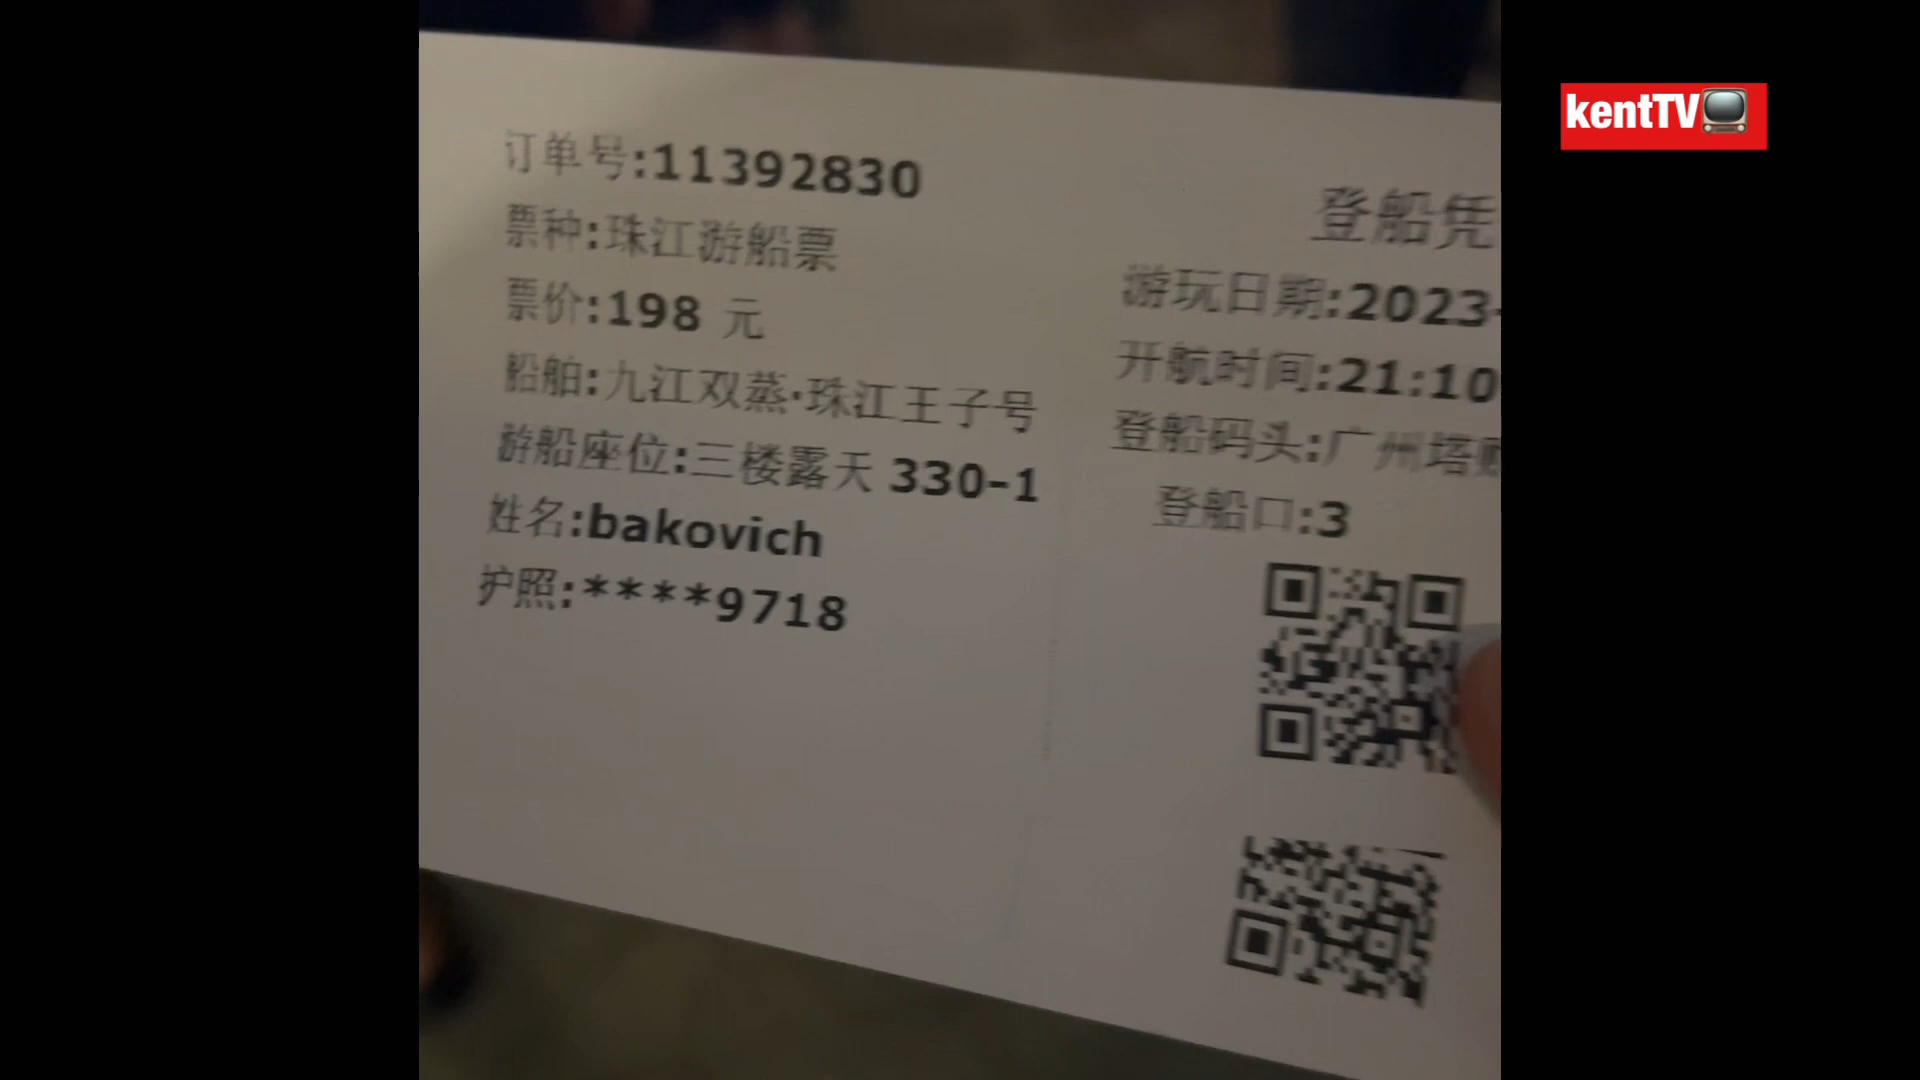 kentTV
订单号:11392830
票种:珠江游船票
票价:198 元
船舶:九江双蒸·珠江王子号
游船座位:三楼露天 330-1
姓名:bakovich
护照:****9718
登船凭
游玩日期:2023-
开航时间:21:10
登船码头:广州塔
登船口:3